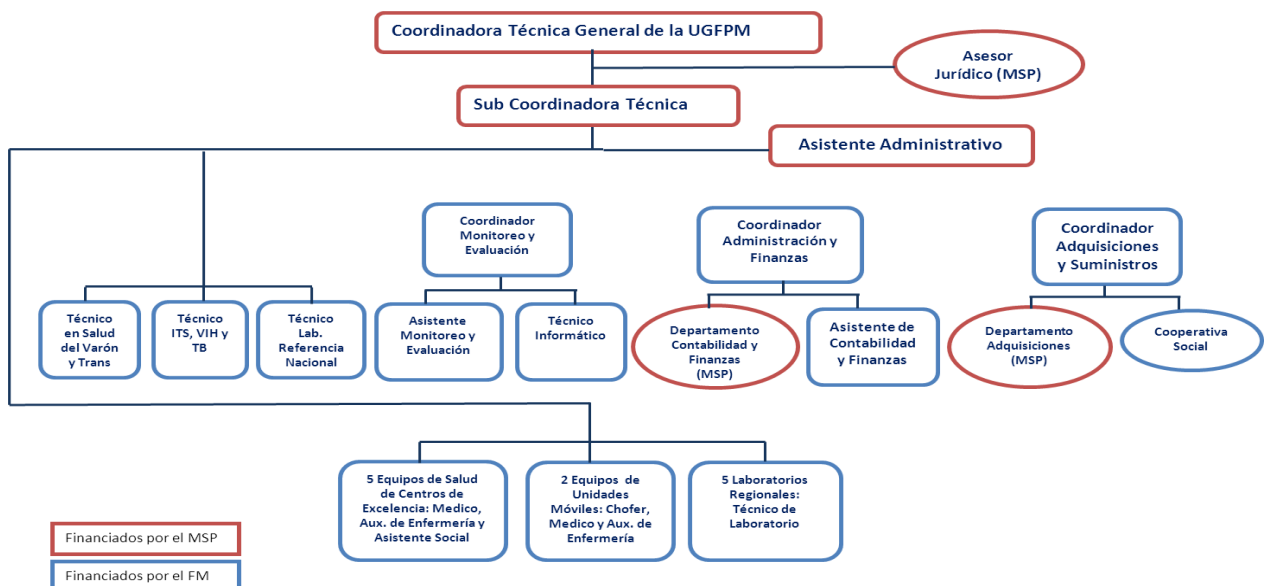 Coordinadora Técnica General de la UGFPM
Asesor
Jurídico (MSP)
Sub Coordinadora Técnica
Asistente Administrativo
Coordinador
Monitoreo y
Evaluación
Coordinador
Administración y
Finanzas
Coordinador
Adquisiciones
y Suministros
Técnico
en Salud
del Varón
y Trans
Técnico
ITS, VIH y
TB
Técnico
Lab.
Referencia
Nacional
Asistente
Monitoreo y
Evaluación
Técnico
Informático
Departamento
Contabilidad y
Finanzas
(MSP)
Asistente de
Contabilidad
y Finanzas
Departamento
Adquisiciones
(MSP)
Cooperativa
Social
5 Equipos de Salud
de Centros de
Excelencia: Medico,
Aux. de Enfermería y
Asistente Social
2 Equipos de
Unidades
Móviles: Chofer,
Medico y Aux. de
Enfermería
5 Laboratorios
Regionales:
Técnico de
Laboratorio
Financiados por el MSP
Financiados por el FM